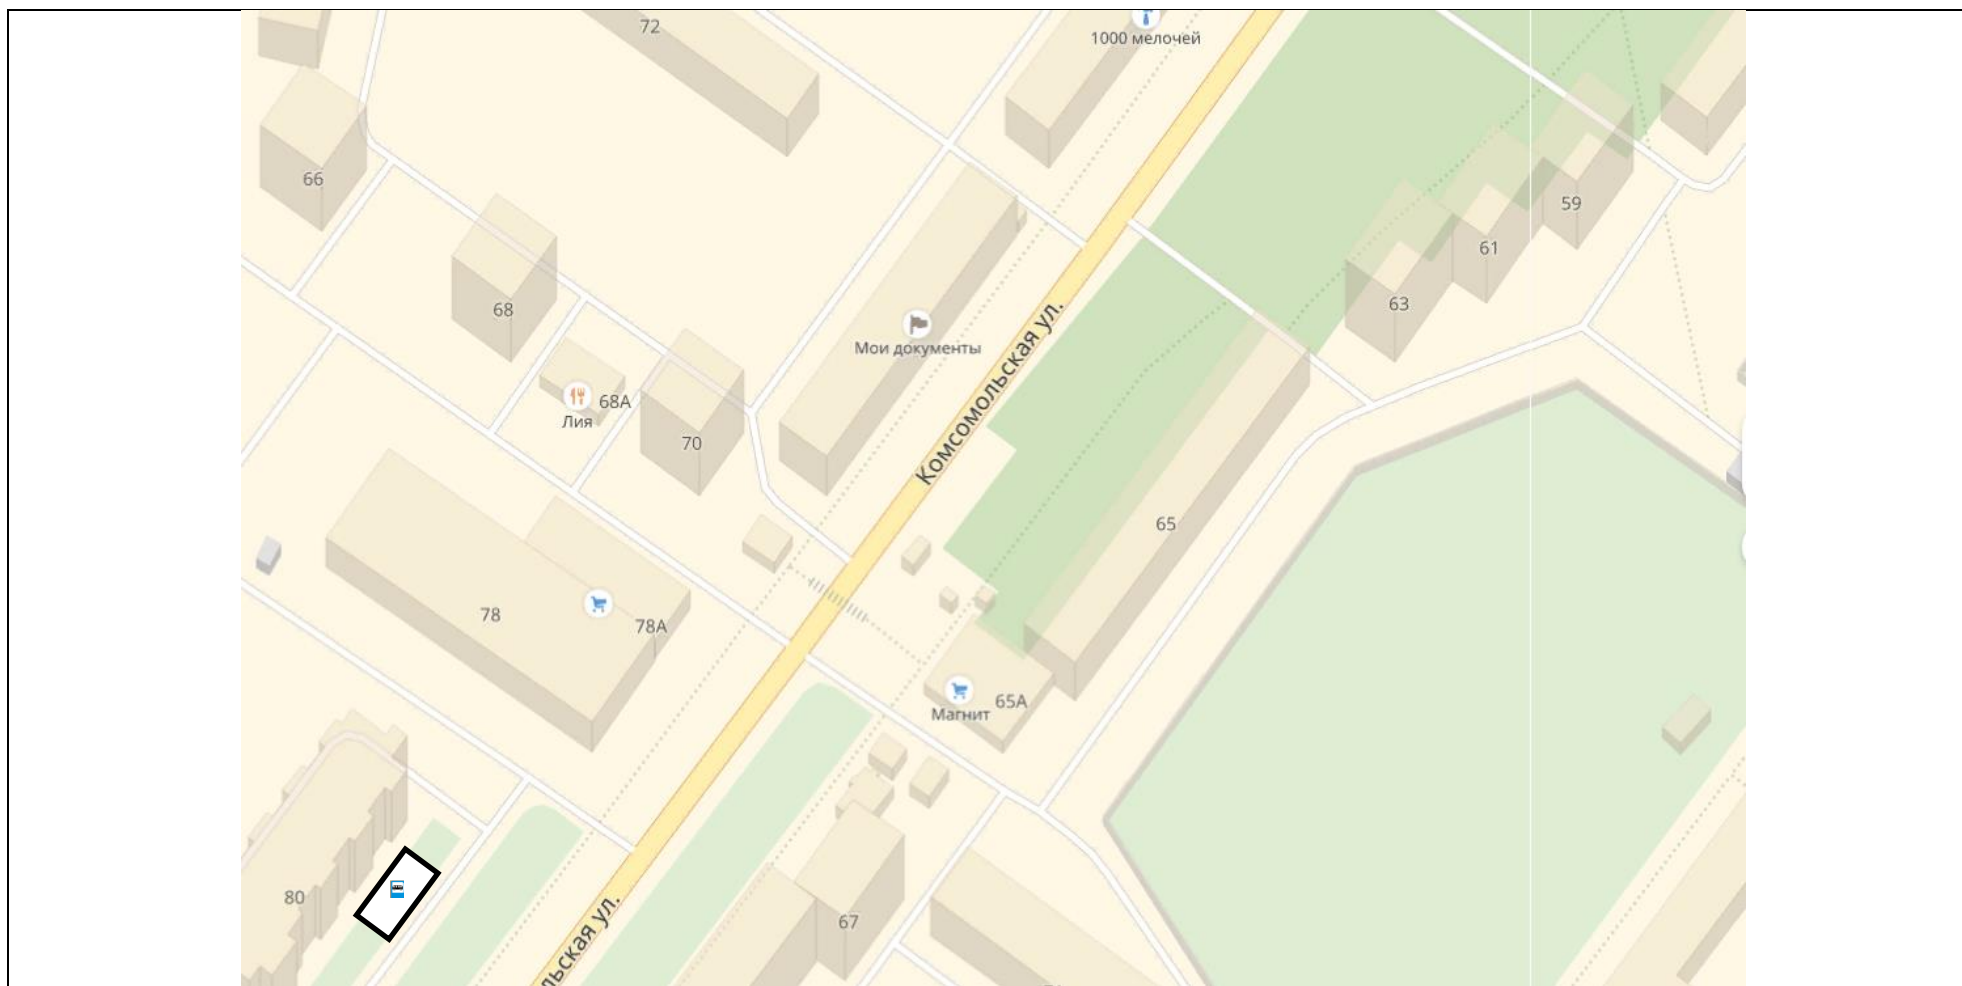 72
1000 мелочей
66
59
61
68
63
Мои документы
Комсомольская ул.
68А
Лия
70
65
78
78А
65А
Магнит
80
67
льская ул.